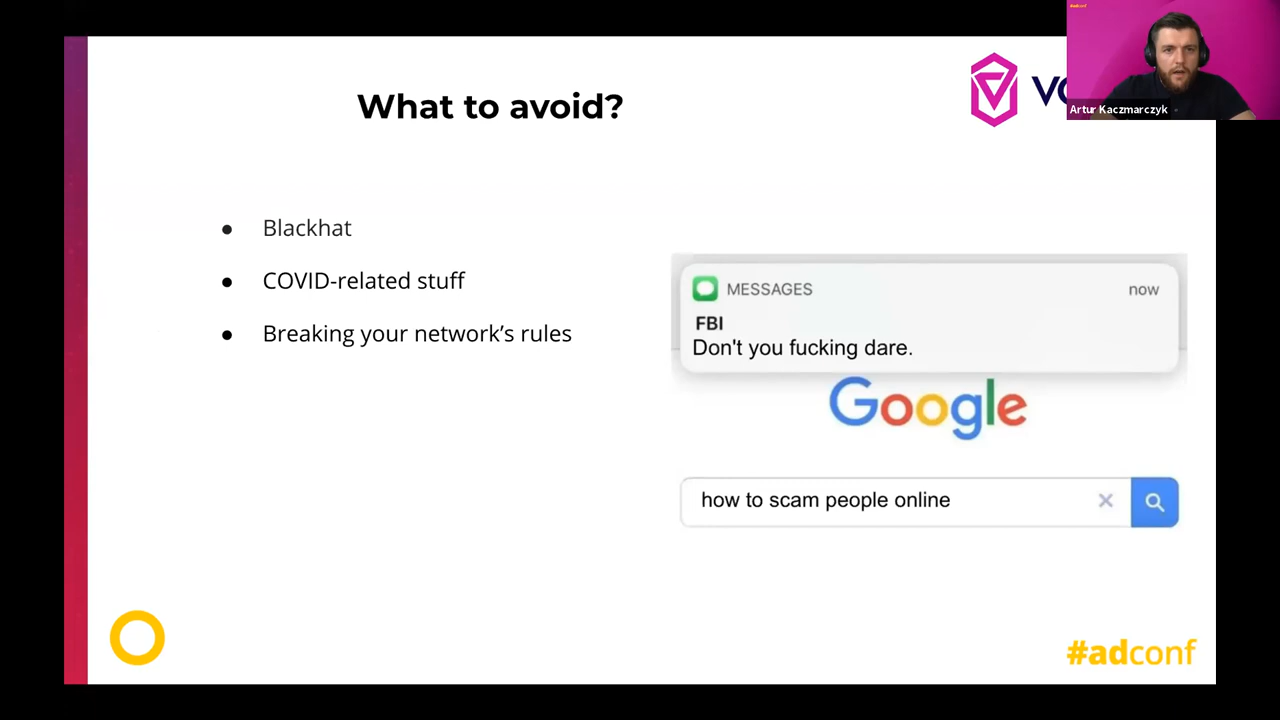 What to avoid?
Artur Kaczmarczyk
● Blackhat
● COVID-related stuff
● Breaking your network's rules
MESSAGES now
FBI
Don't you fucking dare.
Google
how to scam people online
#adconf